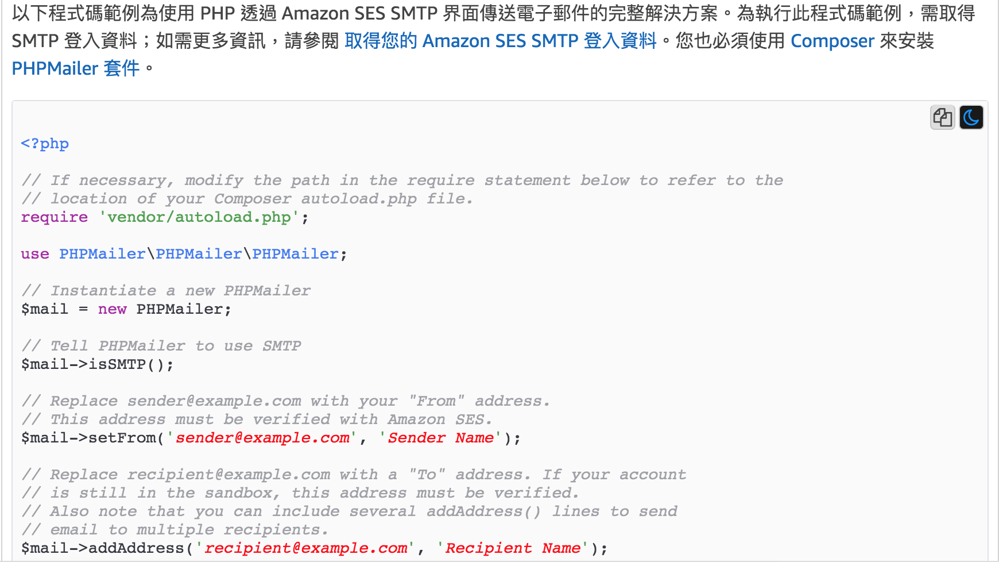 以下程式碼範例為使用 PHP 透過 Amazon SES SMTP 界面傳送電子郵件的完整解決方案。為執行此程式碼範例，需取得
SMTP 登入資料；如需更多資訊，請參閱 取得您的 Amazon SES SMTP 登入資料。您也必須使用 Composer 來安裝
PHPMailer 套件。
<?php
// If necessary, modify the path in the require statement below to refer to the
// location of your Composer autoload.php file.
require 'vendor/autoload.php';
use PHPMailer\PHPMailer\PHPMailer;
// Instantiate a new PHPMailer
$mail = new PHPMailer;
// Tell PHPMailer to use SMTP
$mail->isSMTP();
// Replace sender@example.com with your "From" address.
// This address must be verified with Amazon SES.
$mail->setFrom('sender@example.com', 'Sender Name');
// Replace recipient@example.com with a "To" address. If your account
// is still in the sandbox, this address must be verified.
// Also note that you can include several addAddress() lines to send
// email to multiple recipients.
$mail->addAddress('recipient@example.com', 'Recipient Name');